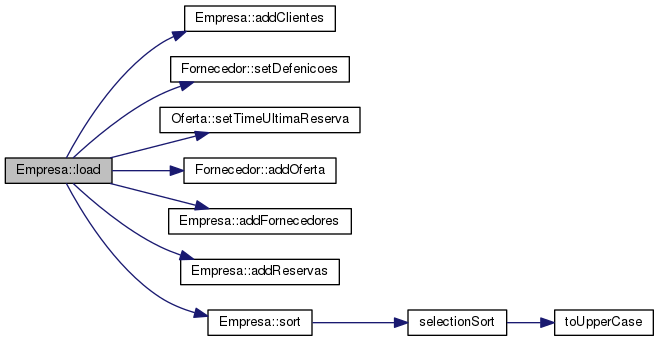 Empresa::addClientes
Fornecedor::setDefenicoes
Oferta::setTimeUltimaReserva
Empresa::load
Fornecedor::addOferta
Empresa::addFornecedores
Empresa::addReservas
Empresa::sort
selectionSort
toUpperCase